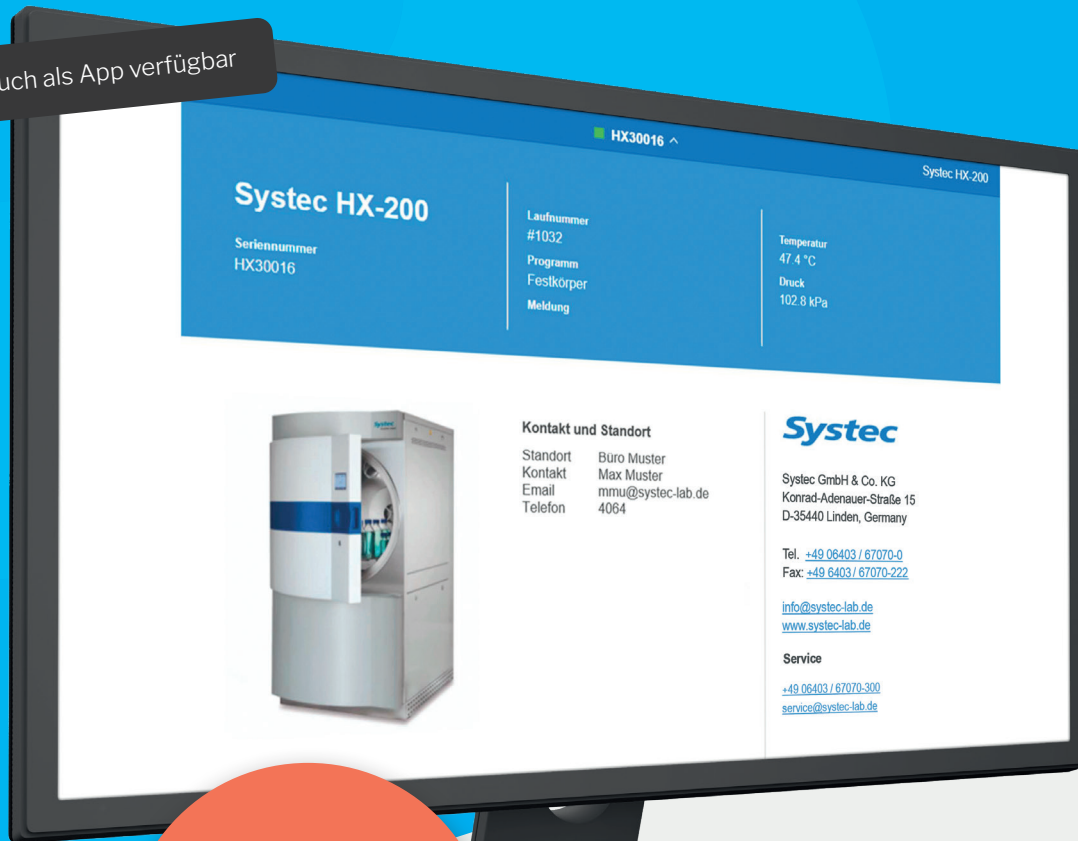 uch als App verfügbar
HX30016
Systec HX-200
Systec HX-200
Seriennummer
HX30016
Laufnummer
#1032
Programm
Festkörper
Meldung
Temperatur
47.4 °C
Druck
102.8 kPa
Systec
Kontakt und Standort
Standort Büro Muster
Kontakt Max Muster
Email mmu@systec-lab.de
Telefon 4064
Systec
Systec GmbH & Co. KG
Konrad-Adenauer-Straße 15
D-35440 Linden, Germany
Tel. +49 06403 / 67070-0
Fax: +49 6403 / 67070-222
info@systec-lab.de
www.systec-lab.de
Service
+49 06403 / 67070-300
service@systec-lab.de